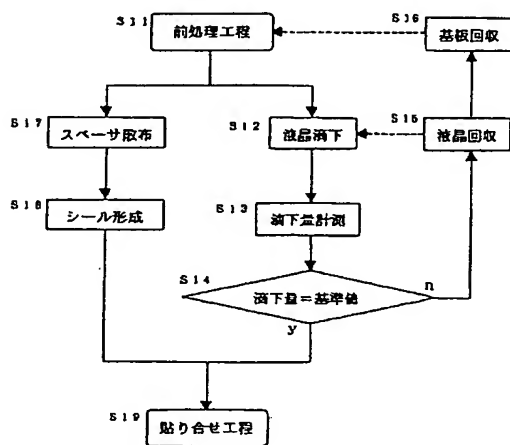 S11
前処理工程
S16
基板回収
S17
スペーサ散布
S12
液晶滴下
S15
液晶回収
S18
シール形成
S13
滴下量計測
S14
滴下量=基準値
n
y
S19
貼り合せ工程